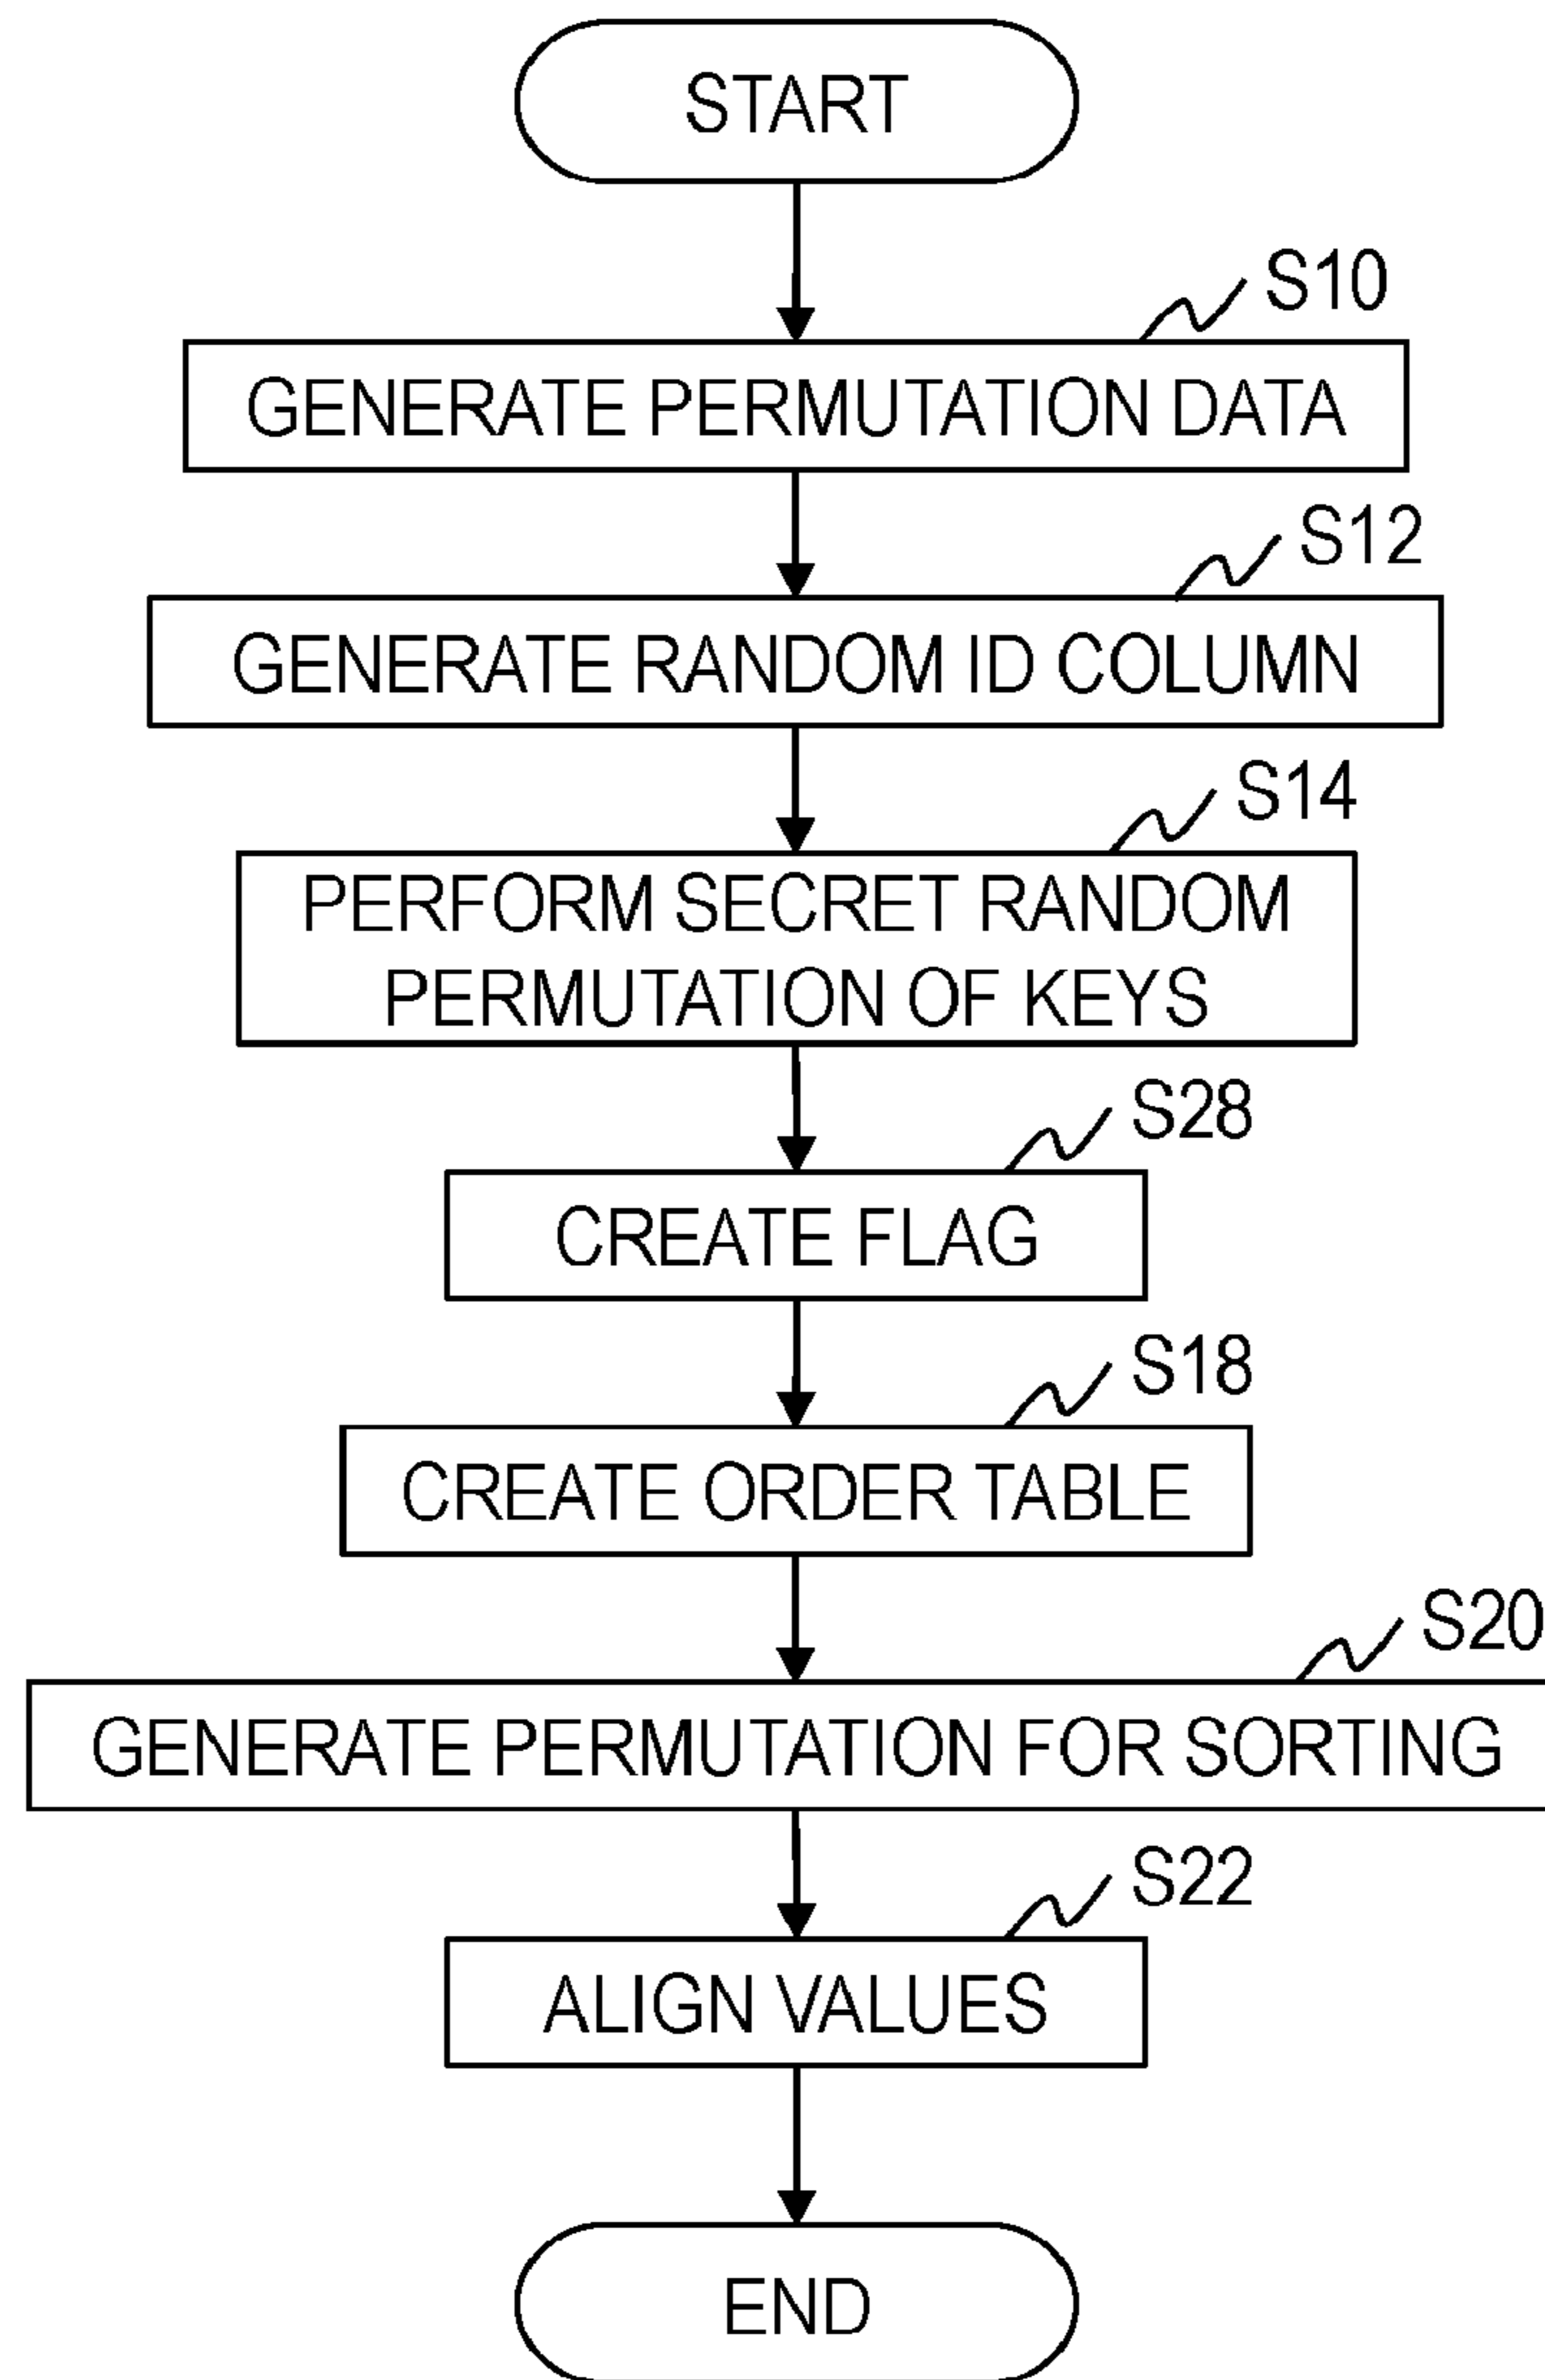 START
S10
GENERATE PERMUTATION DATA
S12
GENERATE RANDOM ID COLUMN
S14
PERFORM SECRET RANDOM
PERMUTATION OF KEYS
S28
CREATE FLAG
S18
CREATE ORDER TABLE
S20
GENERATE PERMUTATION FOR SORTING
S22
ALIGN VALUES
END